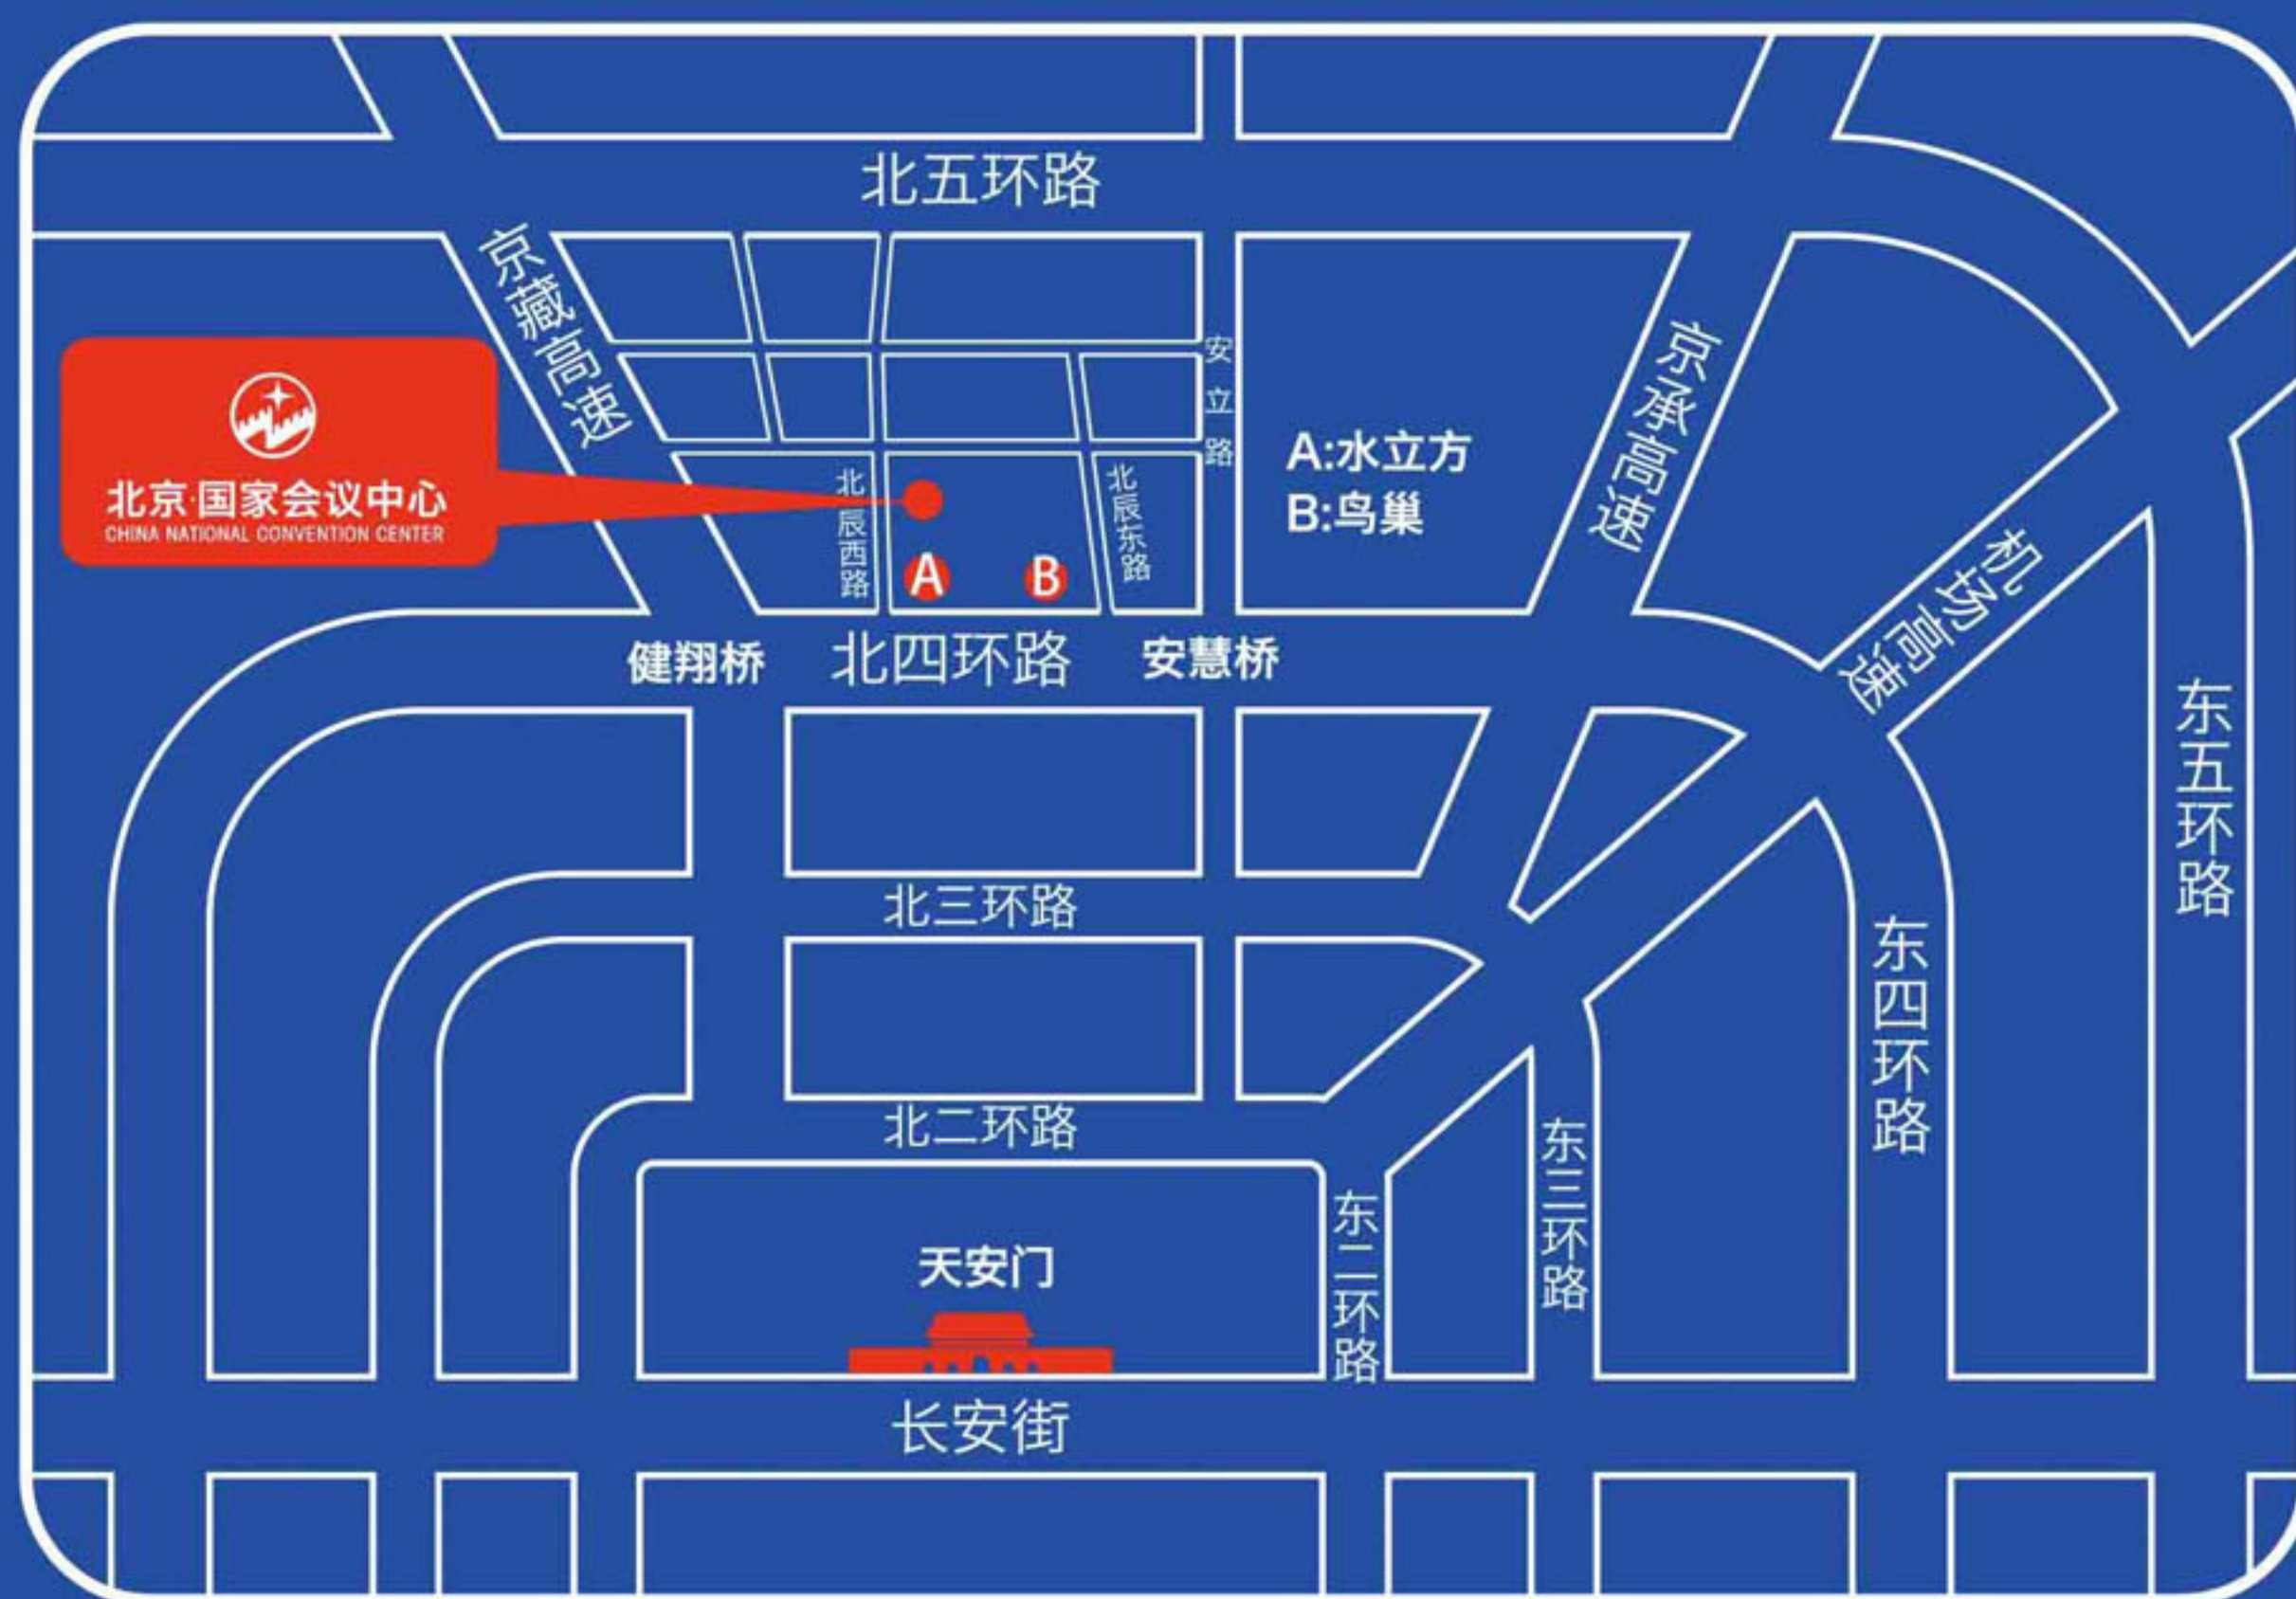 北五环路
京藏高速
安立路
京承高速
A:水立方
B:鸟巢
北京·国家会议中心
CHINA NATIONAL CONVENTION CENTER
北辰西路
北辰东路
A
B
机场高速
健翔桥
北四环路
安慧桥
东五环路
北三环路
东四环路
北二环路
东三环路
东二环路
天安门
长安街